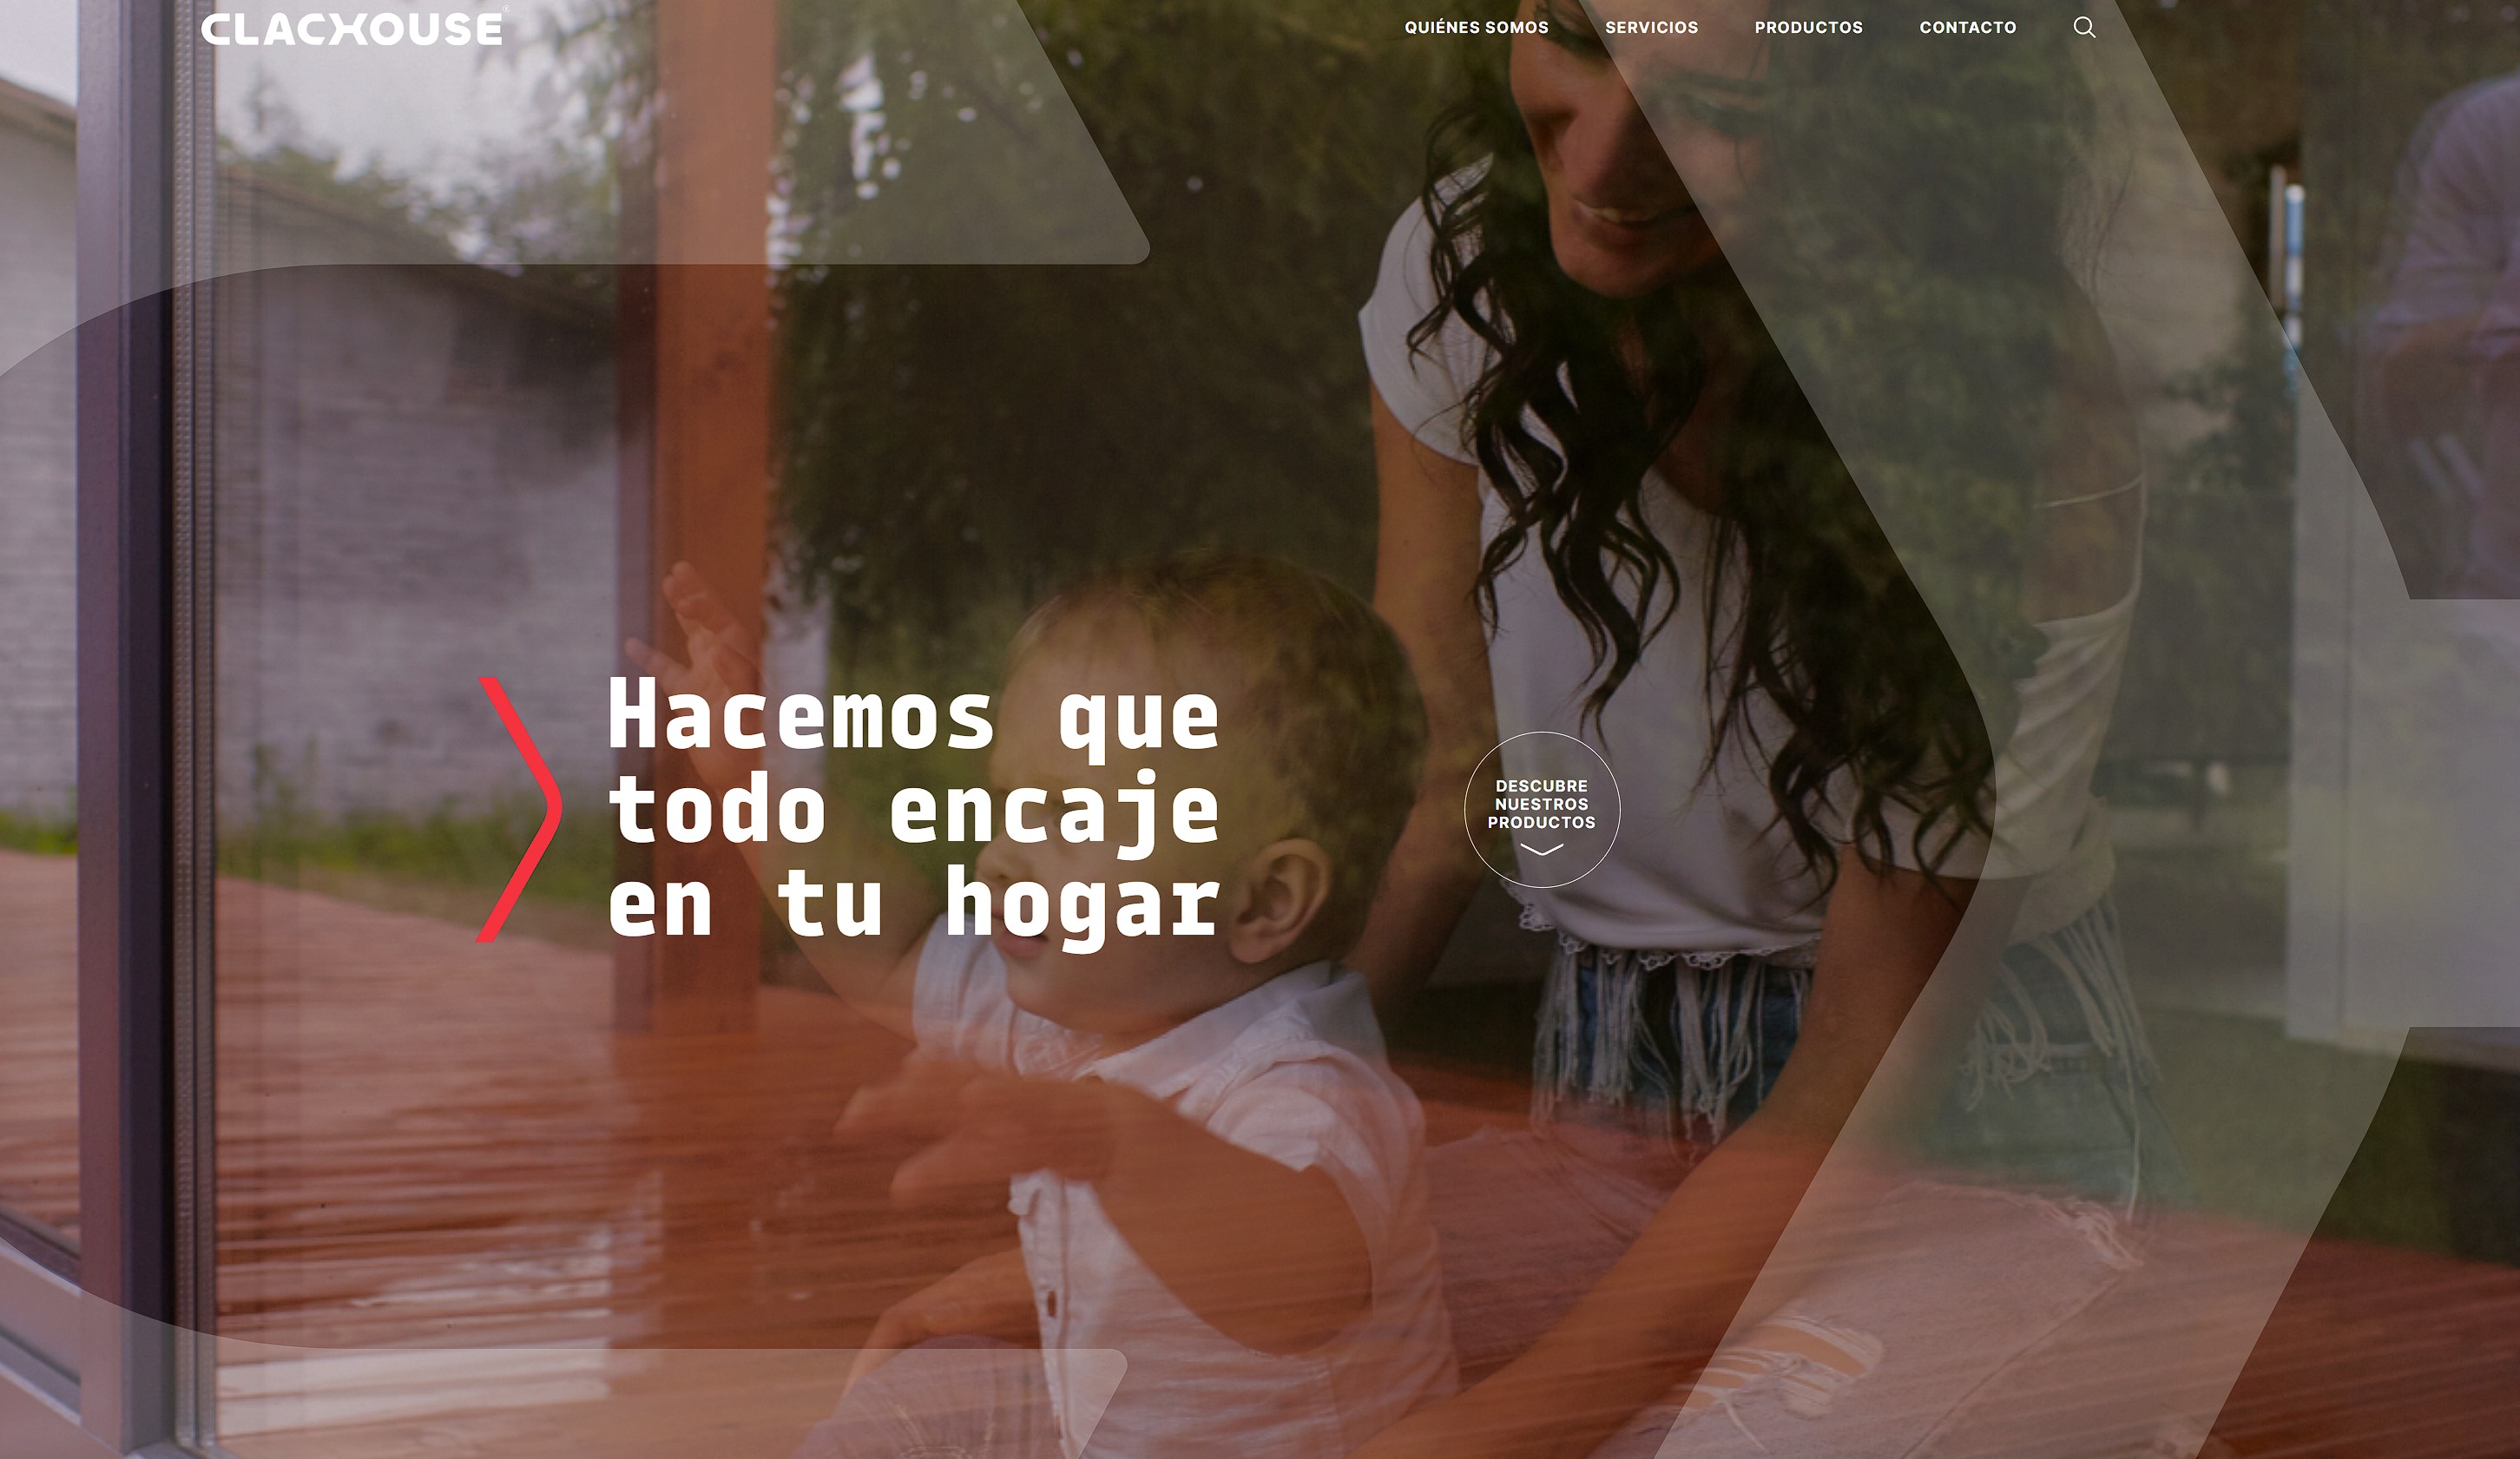 CLACHOUSE®
QUIÉNES SOMOS
SERVICIOS
PRODUCTOS
CONTACTO
Hacemos que
todo encaje
en tu hogar
DESCUBRE
NUESTROS
PRODUCTOS